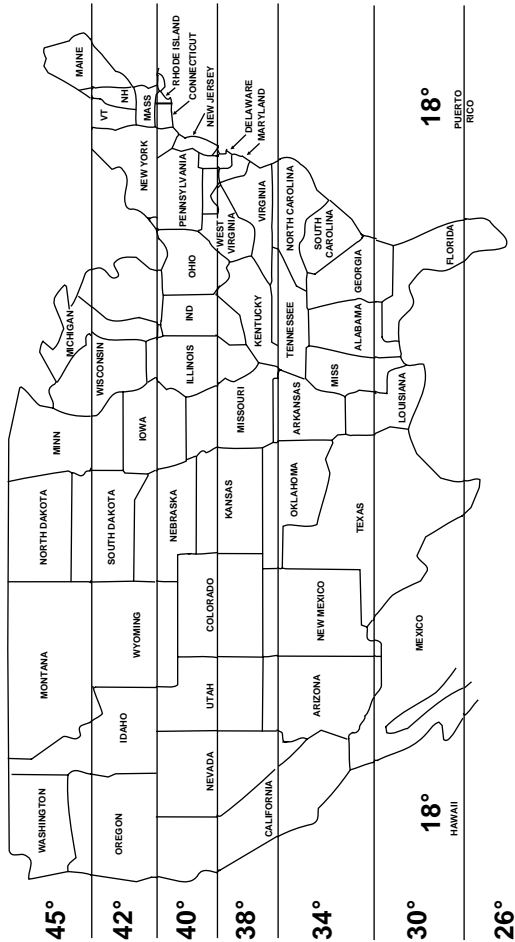 45°
42°
40°
38°
34°
30°
26°
WASHINGTON
MONTANA
NORTH DAKOTA
MINN
MICHIGAN
MAINE
OREGON
IDAHO
WYOMING
SOUTH DAKOTA
WISCONSIN
NEW YORK
VT
NH
MASS
RHODE ISLAND
CONNECTICUT
NEW JERSEY
DELAWARE
MARYLAND
NEVADA
UTAH
COLORADO
NEBRASKA
IOWA
ILLINOIS
IND
OHIO
PENNSYLVANIA
CALIFORNIA
KANSAS
MISSOURI
KENTUCKY
WEST
VIRGINIA
VIRGINIA
ARIZONA
NEW MEXICO
OKLAHOMA
ARKANSAS
TENNESSEE
NORTH CAROLINA
SOUTH
CAROLINA
TEXAS
MISS
ALABAMA
GEORGIA
MEXICO
LOUISIANA
FLORIDA
18°
HAWAII
18°
PUERTO
RICO